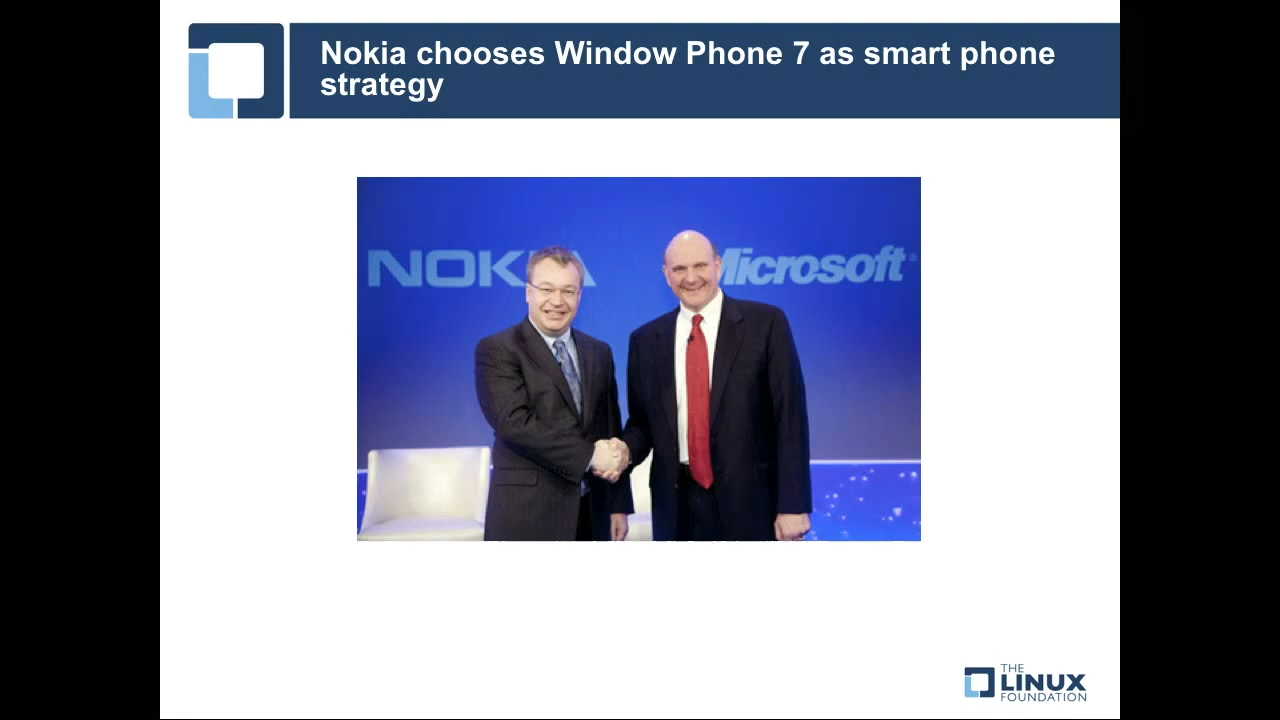 Nokia chooses Window Phone 7 as smart phone
strategy
NOKIA
Microsoft
THE
LINUX
FOUNDATION